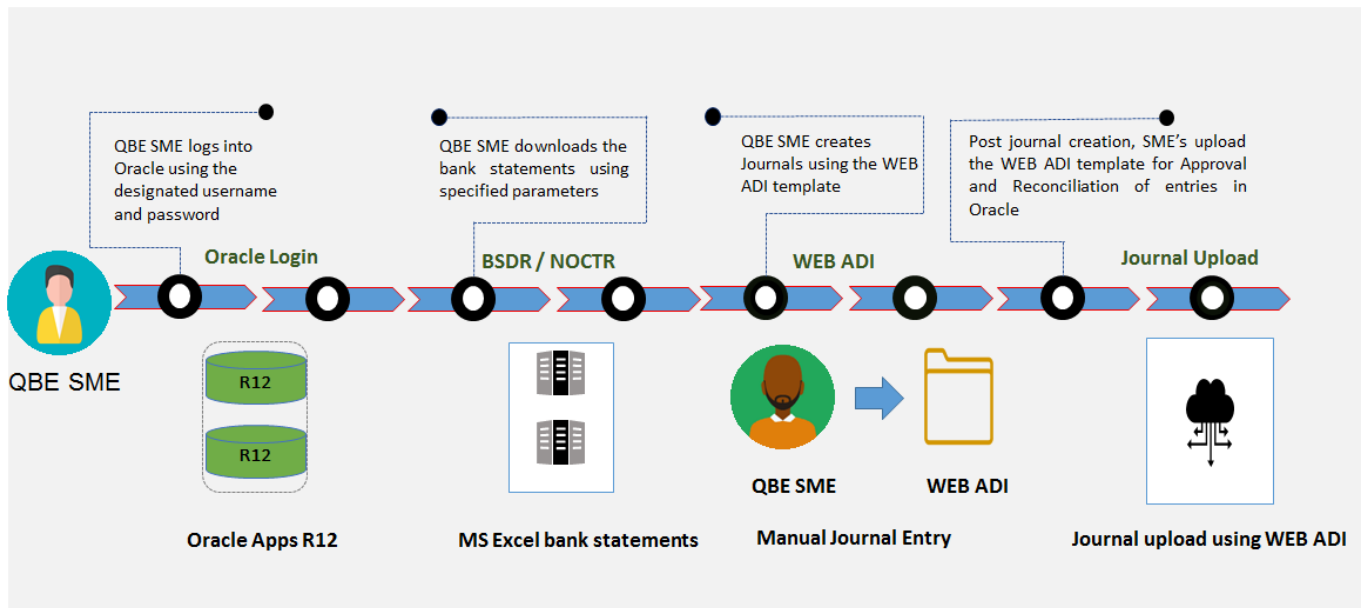 QBE SME logs into
Oracle using the
designated username
and password
QBE SME downloads the
bank statements using
specified parameters
QBE SME creates
Journals using the WEB
ADI template
Post journal creation, SME's upload
the WEB ADI template for Approval
and Reconciliation of entries in
Oracle
Oracle Login
BSDR / NOCTR
WEB ADI
Journal Upload
QBE SME
R12
R12
QBE SME
WEB ADI
Oracle Apps R12
MS Excel bank statements
Manual Journal Entry
Journal upload using WEB ADI